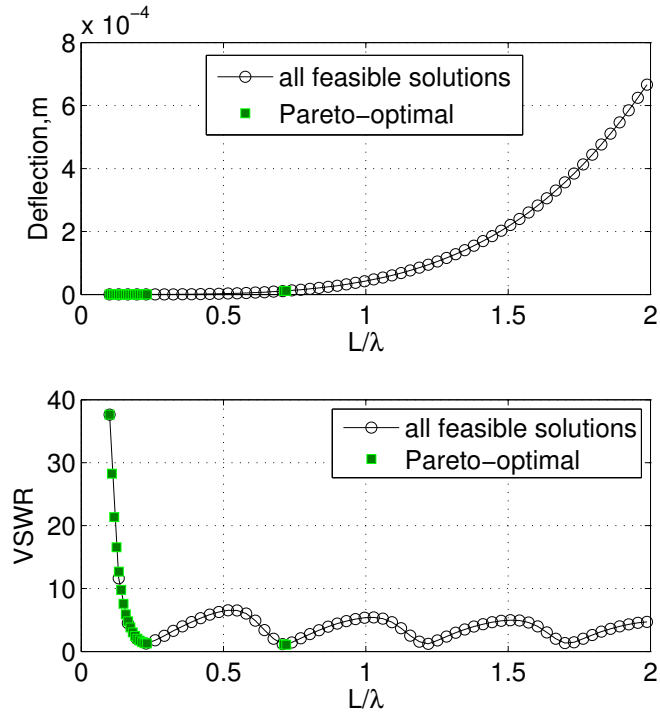 x 10⁻⁴
8
6
4
2
0
Deflection,m
all feasible solutions
Pareto−optimal
0 0.5 1 1.5 2
L/λ
40
30
20
10
0
VSWR
all feasible solutions
Pareto−optimal
0 0.5 1 1.5 2
L/λ